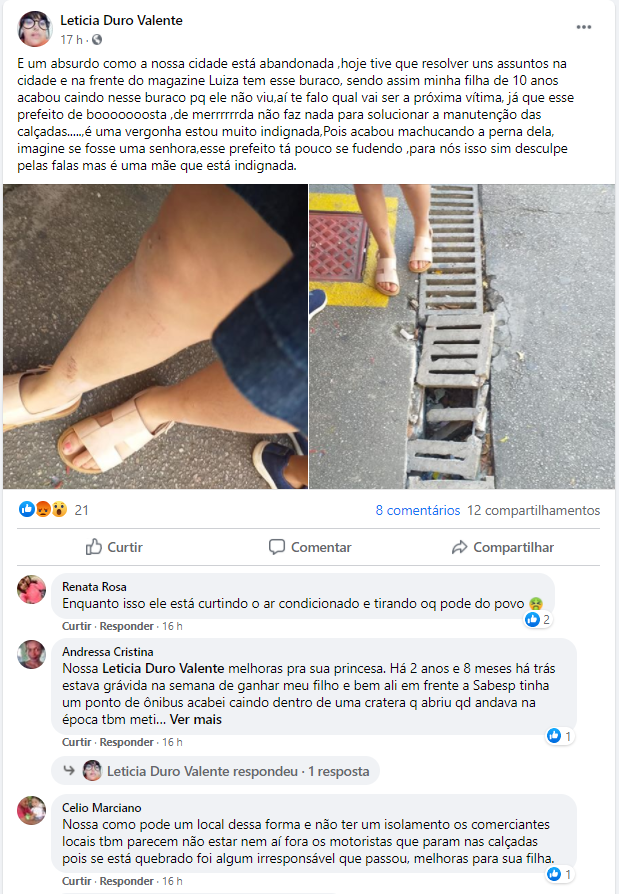 Leticia Duro Valente
17 h ·
E um absurdo como a nossa cidade está abandonada ,hoje tive que resolver uns assuntos na
cidade e na frente do magazine Luiza tem esse buraco, sendo assim minha filha de 10 anos
acabou caindo nesse buraco pq ele não viu,aí te falo qual vai ser a próxima vítima, já que esse
prefeito de booooooosta ,de merrrrrrda não faz nada para solucionar a manutenção das
calçadas.....,é uma vergonha estou muito indignada,Pois acabou machucando a perna dela,
imagine se fosse uma senhora,esse prefeito tá pouco se fudendo ,para nós isso sim desculpe
pelas falas mas é uma mãe que está indignada.
21
8 comentários 12 compartilhamentos
Curtir Comentar Compartilhar
Renata Rosa
Enquanto isso ele está curtindo o ar condicionado e tirando oq pode do povo 🤮
2
Curtir · Responder · 16 h
Andressa Cristina
Nossa Leticia Duro Valente melhoras pra sua princesa. Há 2 anos e 8 meses há trás
estava grávida na semana de ganhar meu filho e bem ali em frente a Sabesp tinha
um ponto de ônibus acabei caindo dentro de uma cratera q abriu qd andava na
época tbm meti... Ver mais
1
Curtir · Responder · 16 h
Leticia Duro Valente respondeu · 1 resposta
Celio Marciano
Nossa como pode um local dessa forma e não ter um isolamento os comerciantes
locais tbm parecem não estar nem aí fora os motoristas que param nas calçadas
pois se está quebrado foi algum irresponsável que passou, melhoras para sua filha.
1
Curtir · Responder · 16 h